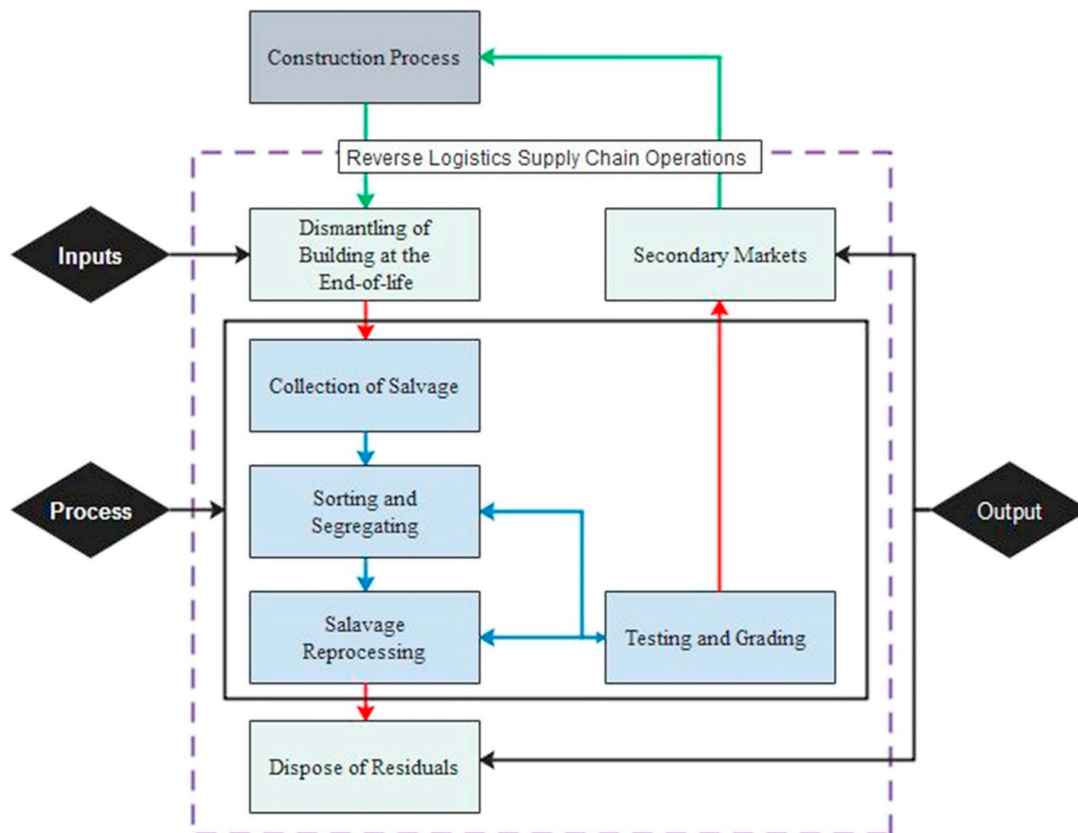 Construction Process
Reverse Logistics Supply Chain Operations
Inputs
Dismantling of
Building at the
End-of-life
Secondary Markets
Collection of Salvage
Process
Sorting and
Segregating
Output
Salavage
Reprocessing
Testing and Grading
Dispose of Residuals